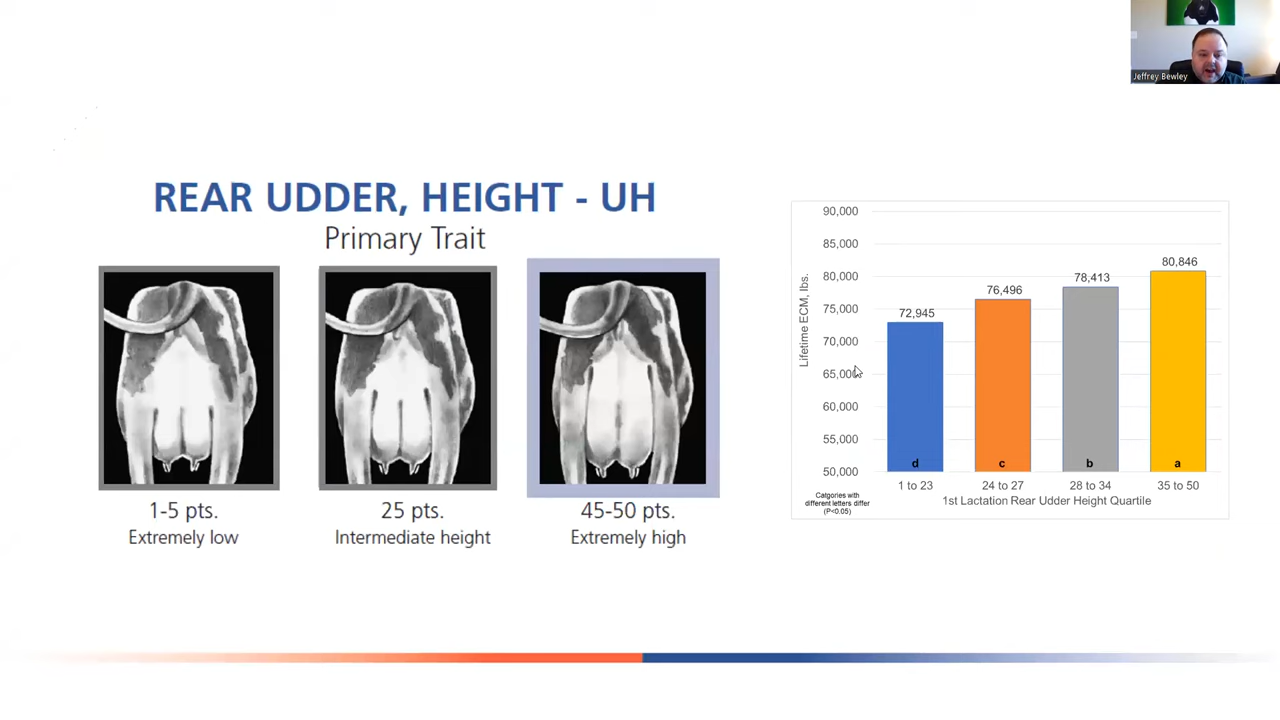 Jeffrey Bewley
REAR UDDER, HEIGHT - UH
Primary Trait
1-5 pts.
Extremely low
25 pts.
Intermediate height
45-50 pts.
Extremely high
90,000
85,000
80,000
75,000
70,000
65,000
60,000
55,000
50,000
Lifetime ECM, lbs.
72,945
76,496
78,413
80,846
d
c
b
a
1 to 23
24 to 27
28 to 34
35 to 50
1st Lactation Rear Udder Height Quartile
Catgories with
different letters differ
(P<0.05)